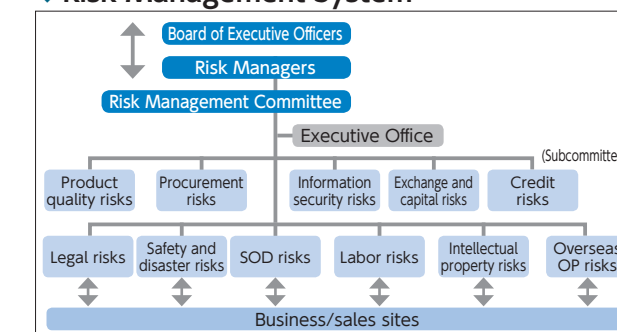 Risk Management System
Board of Executive Officers
Risk Managers
Risk Management Committee
Executive Office
(Subcommitte
Product
quality risks
Procurement
risks
Information
security risks
Exchange and
capital risks
Credit
risks
Legal risks
Safety and
disaster risks
SOD risks
Labor risks
Intellectual
property risks
Overseas
OP risks
Business/sales sites